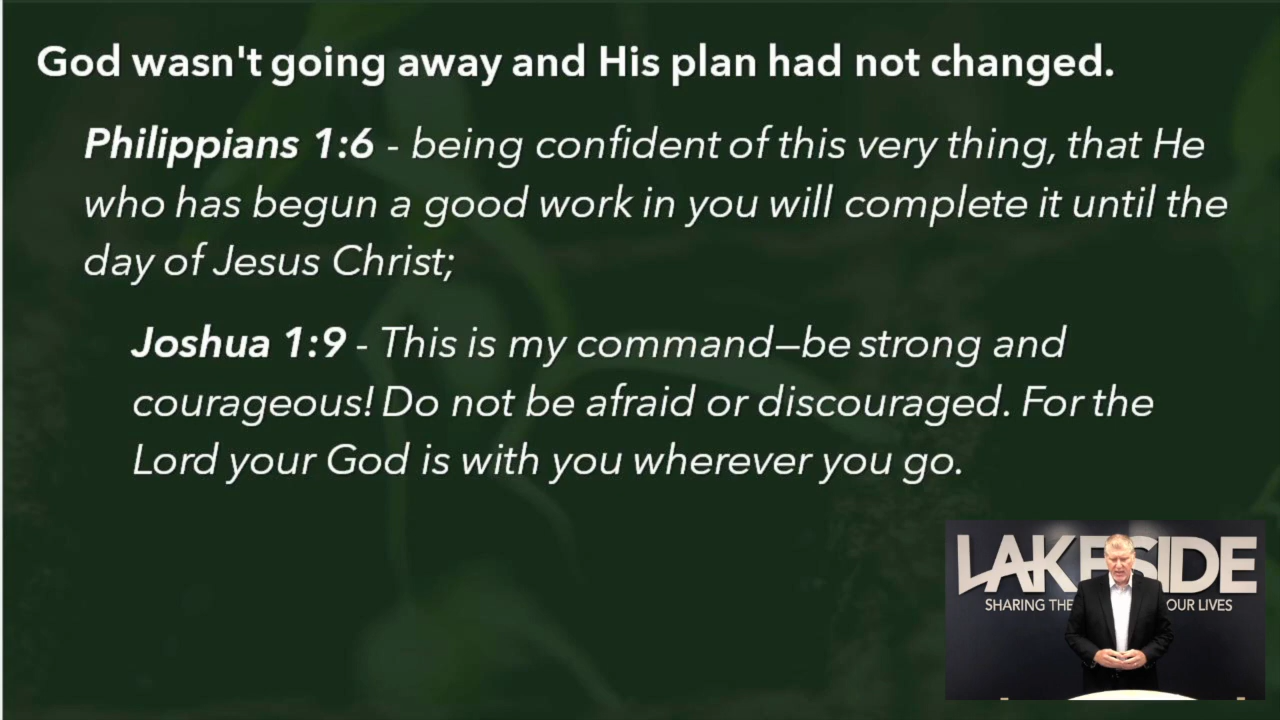 God wasn't going away and His plan had not changed.
Philippians 1:6 - being confident of this very thing, that He
who has begun a good work in you will complete it until the
day of Jesus Christ;
Joshua 1:9 - This is my command—be strong and
courageous! Do not be afraid or discouraged. For the
Lord your God is with you wherever you go.
LAKESIDE
SHARING THE OUR LIVES